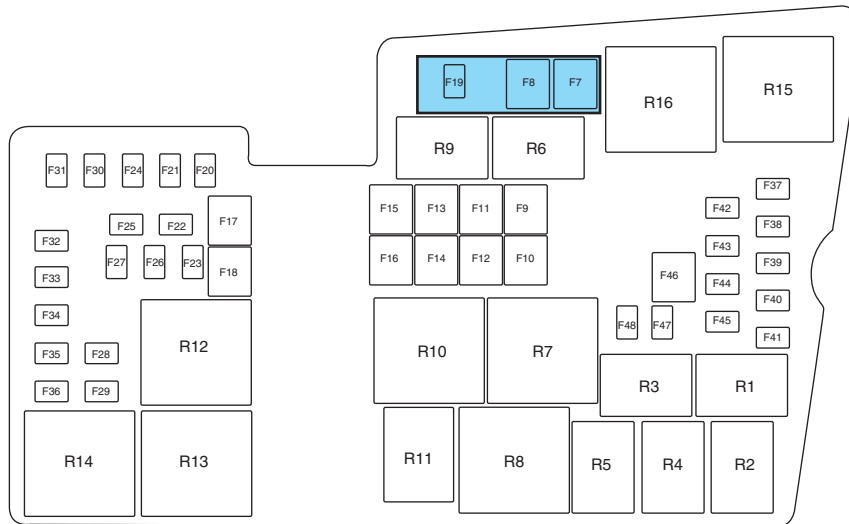 F19 F8 F7
R16 R15
R9 R6
F31 F30 F24 F21 F20
F37
F15 F13 F11 F9
F42
F17
F25 F22
F38
F32
F43
F16 F14 F12 F10
F27 F26 F23
F39
F18
F33
F46
F44
F40
F34
F48 F47
F45
F41
R12
R10 R7
F35 F28
R3 R1
F36 F29
R14 R13
R11 R8
R5 R4 R2